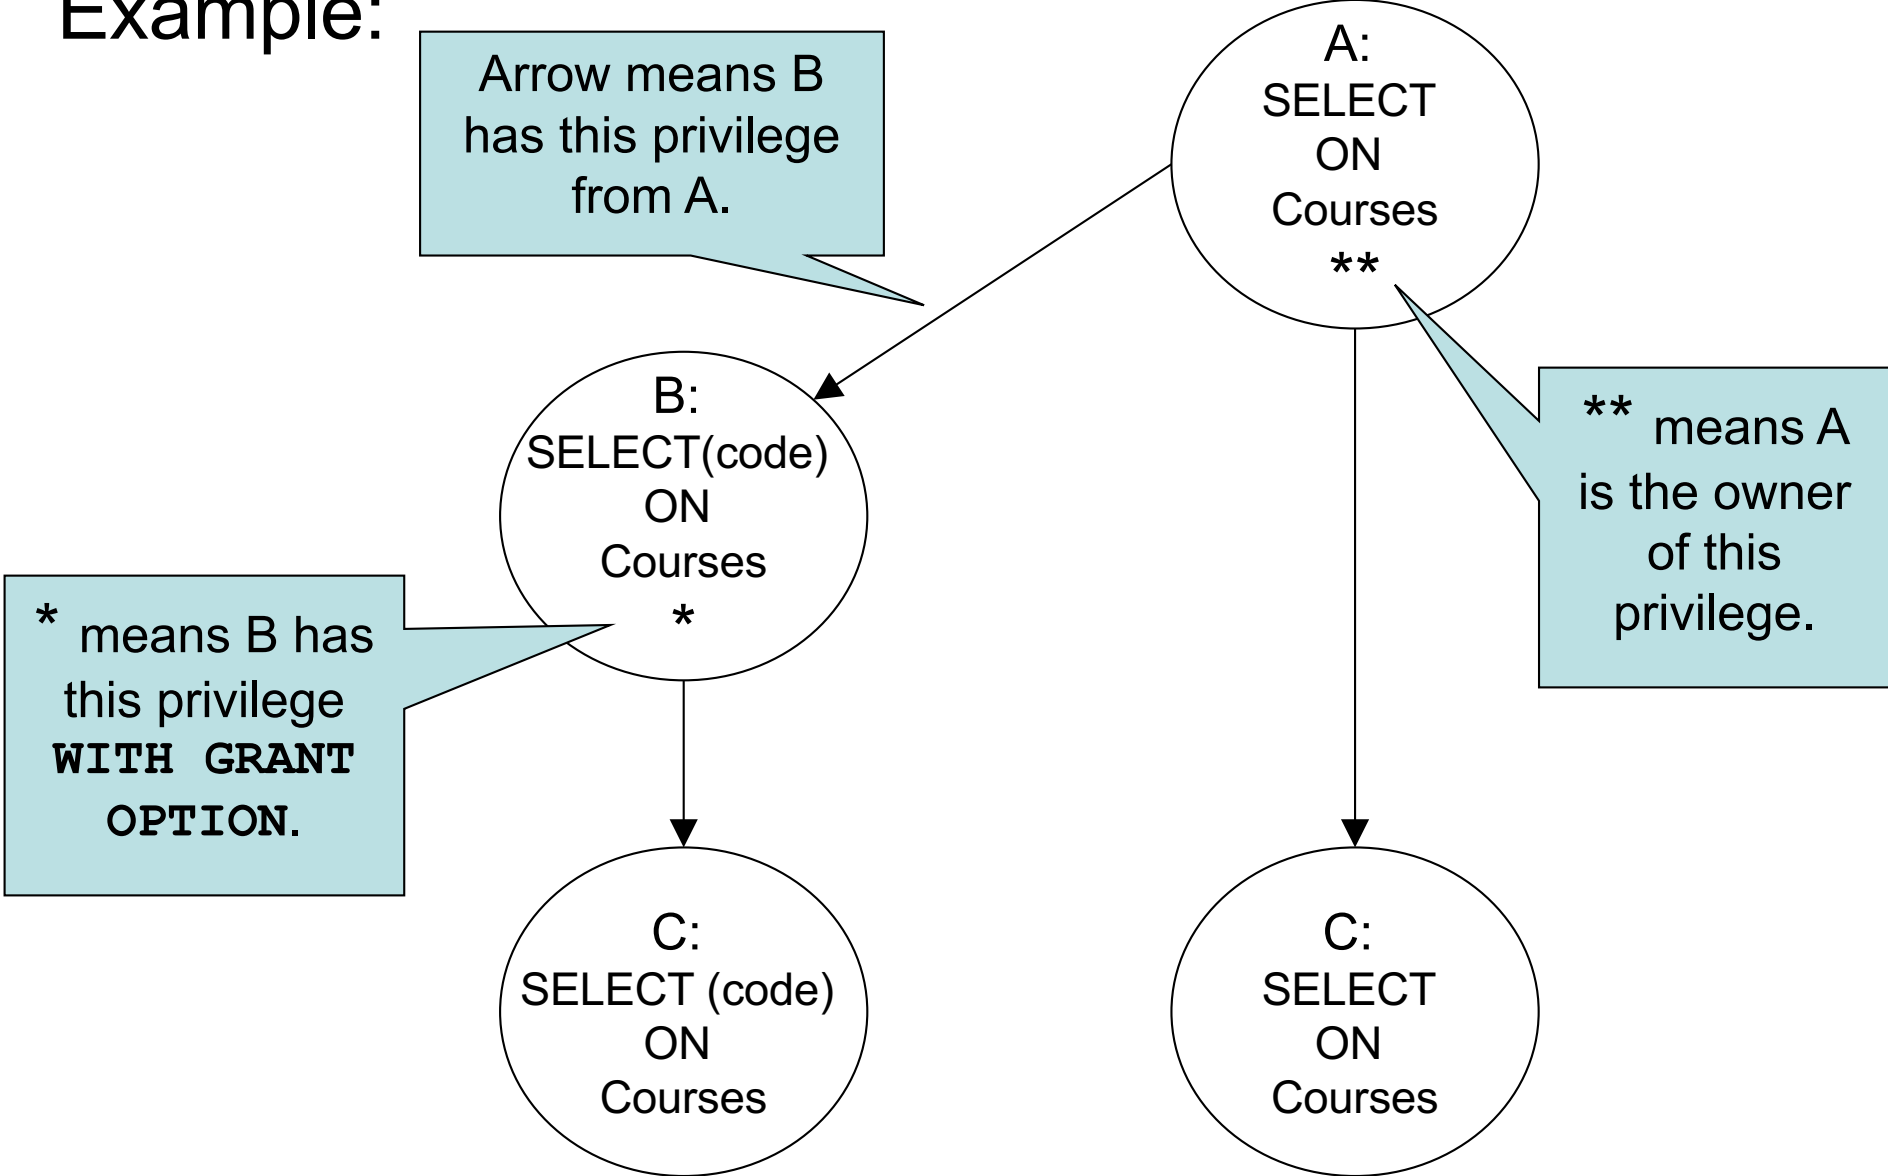 Example:
Arrow means B
has this privilege
from A.
A:
SELECT
ON
Courses
**
B:
SELECT(code)
ON
Courses
*
** means A
is the owner
of this
privilege.
* means B has
this privilege
WITH GRANT
OPTION.
C:
SELECT (code)
ON
Courses
C:
SELECT
ON
Courses